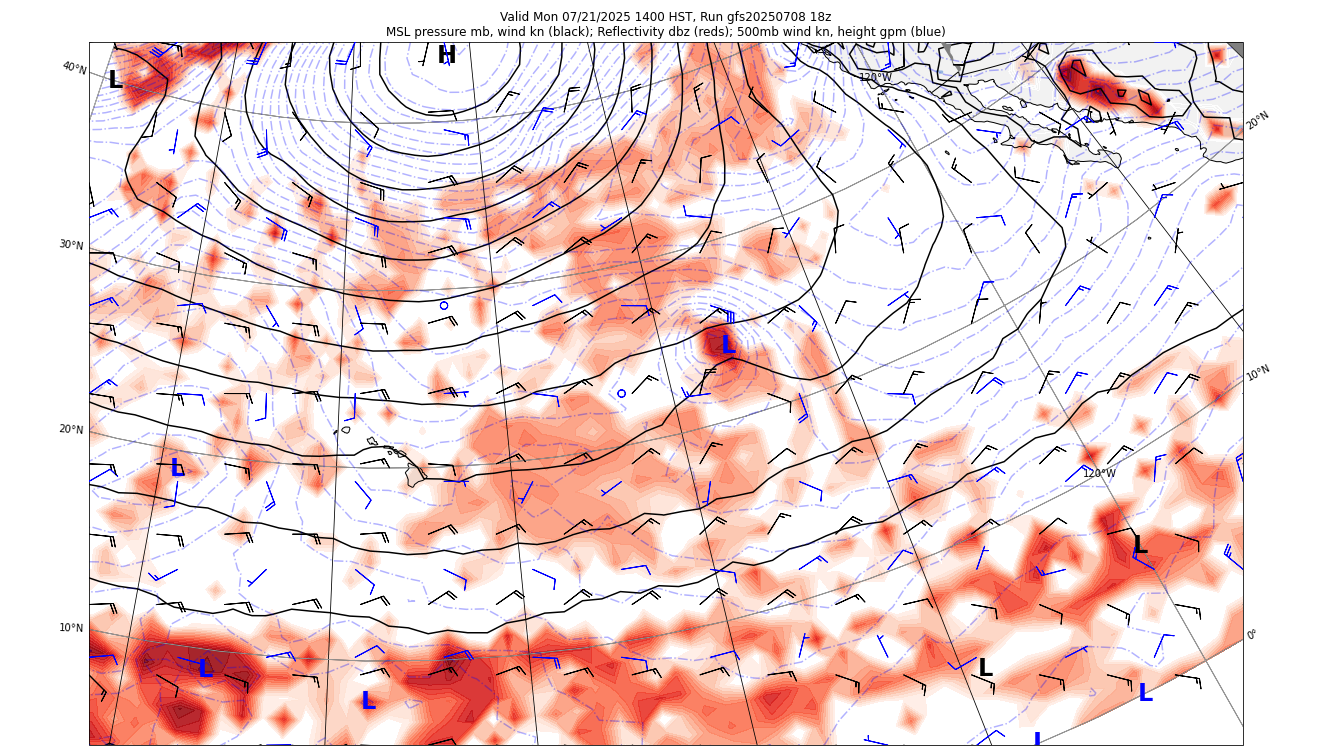 Valid Mon 07/21/2025 1400 HST, Run gfs20250708 18z
MSL pressure mb, wind kn (black); Reflectivity dbz (reds); 500mb wind kn, height gpm (blue)
H
40°N
L
120°W
20°N
30°N
L
10°N
20°N
L
120°W
L
10°N
0°
L
L
L
L
L